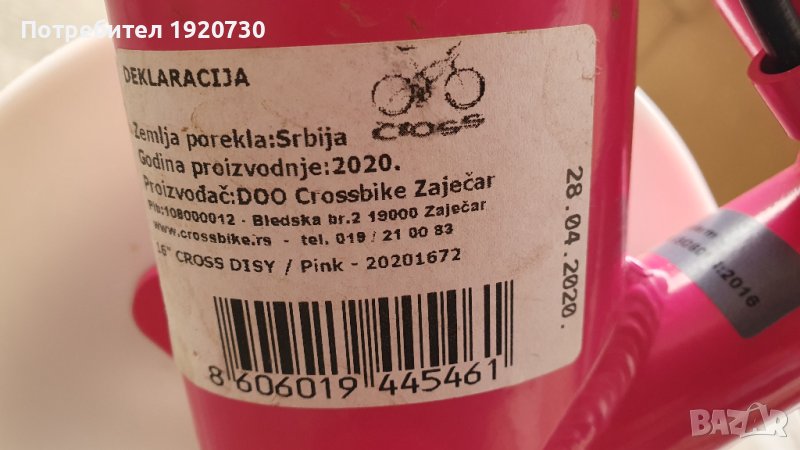 Потребител 1920730
DEKLARACIJA
CROSS
Zemlja porekla:Srbija
Godina proizvodnje:2020.
Proizvođač:DOO Crossbike Zaječar
Pib:108000012 - Bledska br.2 19000 Zaječar
www.crossbike.rs - tel. 019 / 21 00 83
16" CROSS DISY / Pink - 20201672
8 606019 445461
28.04.2020.
:2016
BAZAR